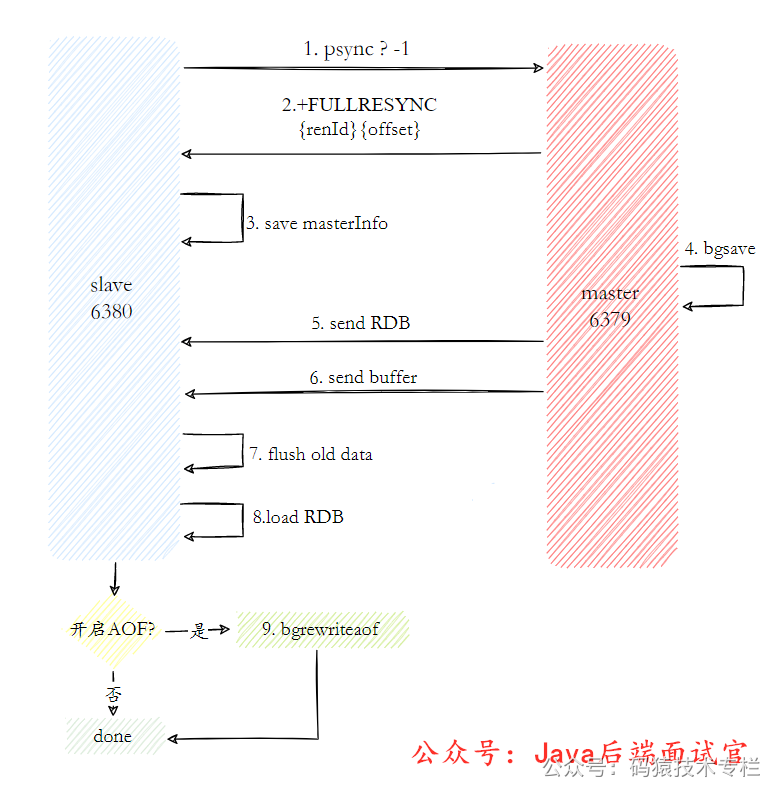 1. psync ? -1
2.+FULLRESYNC
{renId}{offset}
3. save masterInfo
4. bgsave
slave
6380
master
6379
5. send RDB
6. send buffer
7. flush old data
8.load RDB
开启AOF?
是
9. bgrewriteaof
否
done
公众号：Java后端面试官
公众号：码猿技术专栏